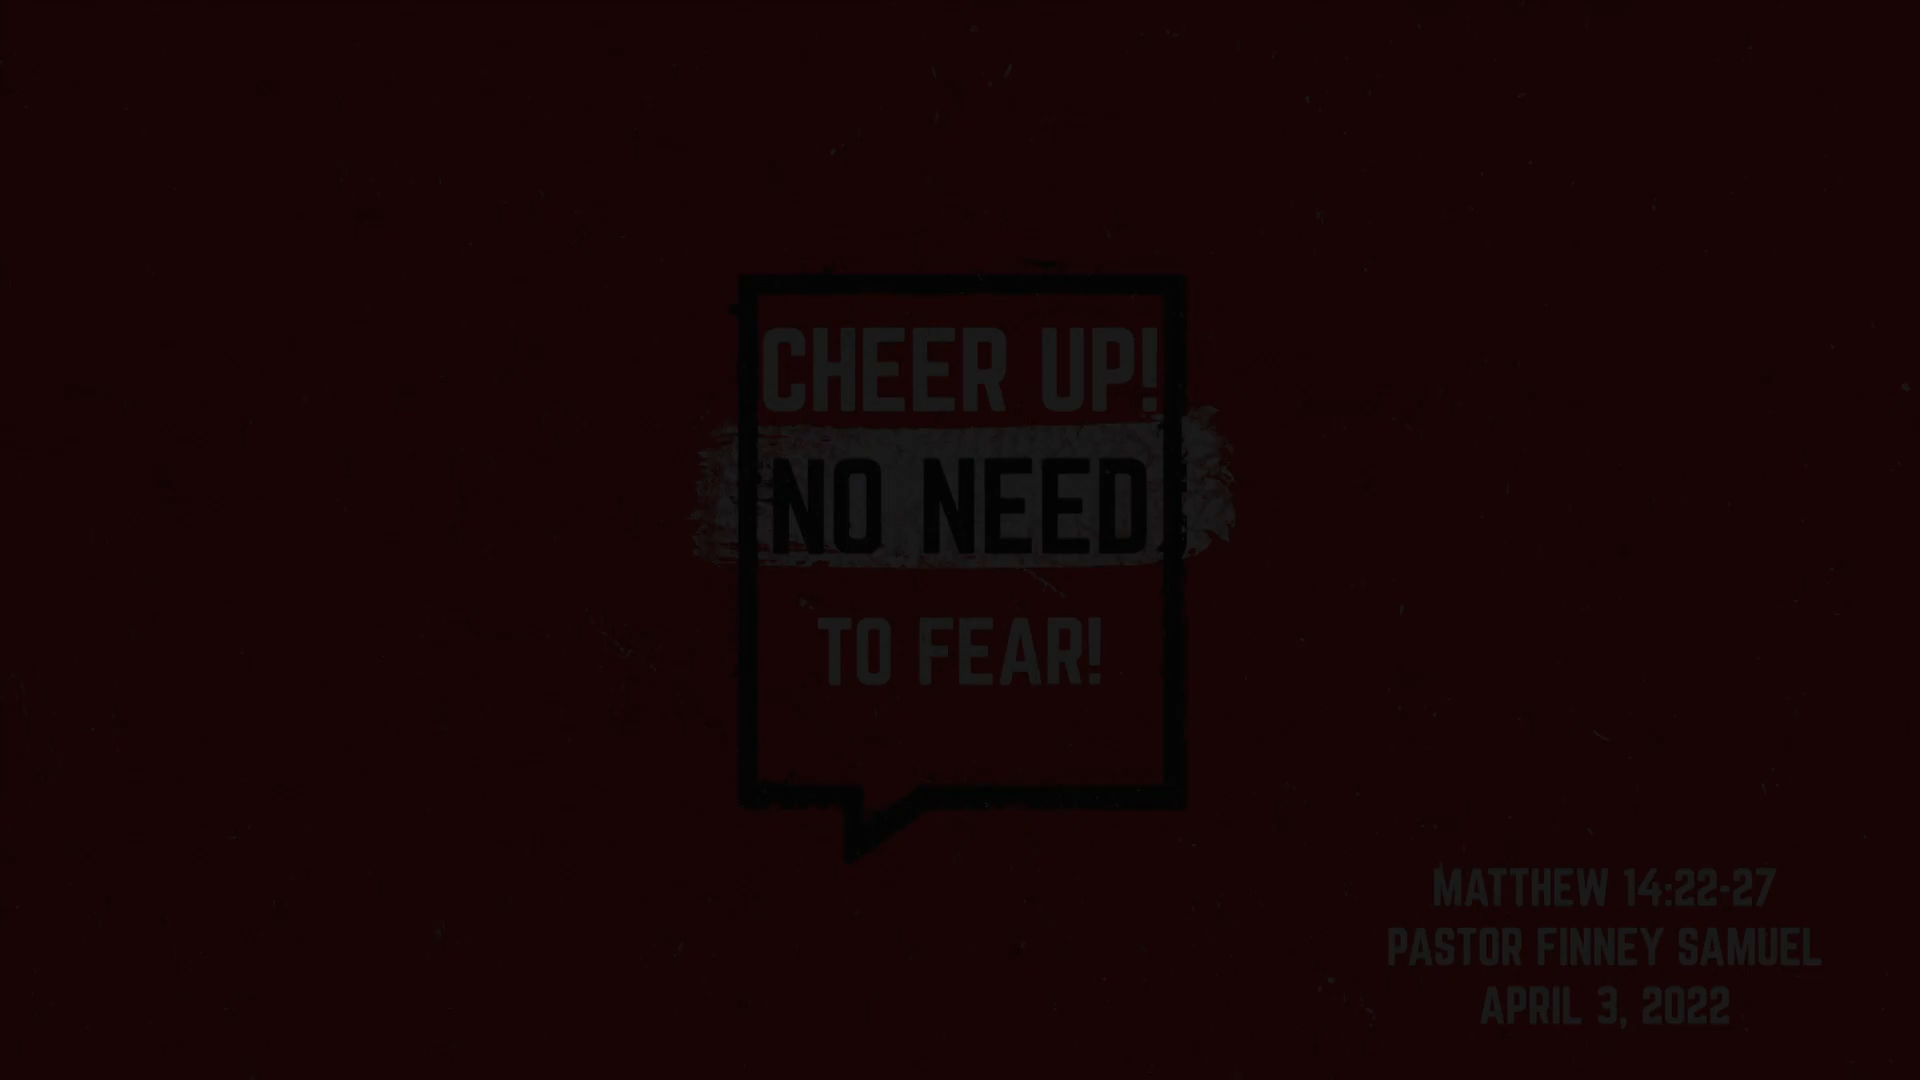 CHEER UP!
NO NEED
TO FEAR!
MATTHEW 14:22-27
PASTOR FINNEY SAMUEL
APRIL 3, 2022